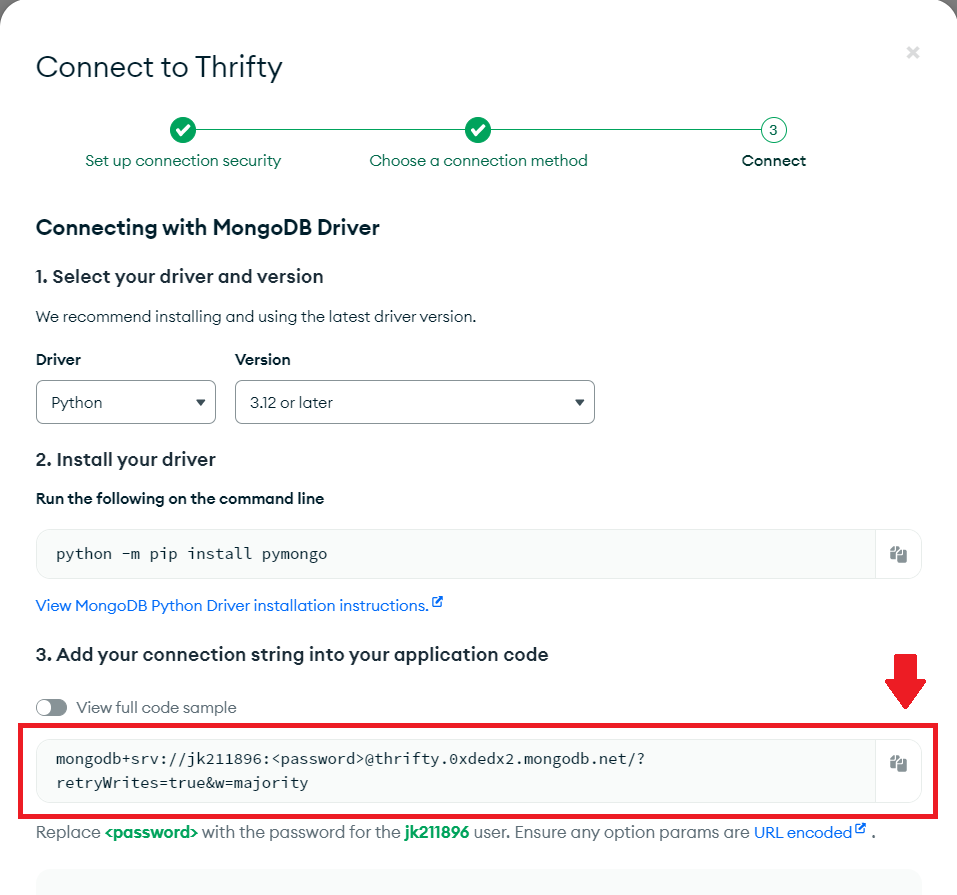 Connect to Thrifty
3
Set up connection security
Choose a connection method
Connect
Connecting with MongoDB Driver
1. Select your driver and version
We recommend installing and using the latest driver version.
Driver
Version
Python
3.12 or later
2. Install your driver
Run the following on the command line
python -m pip install pymongo
View MongoDB Python Driver installation instructions.
3. Add your connection string into your application code
View full code sample
mongodb+srv://jk211896:<password>@thrifty.0xdedx2.mongodb.net/?
retryWrites=true&w=majority
Replace <password> with the password for the jk211896 user. Ensure any option params are URL encoded .